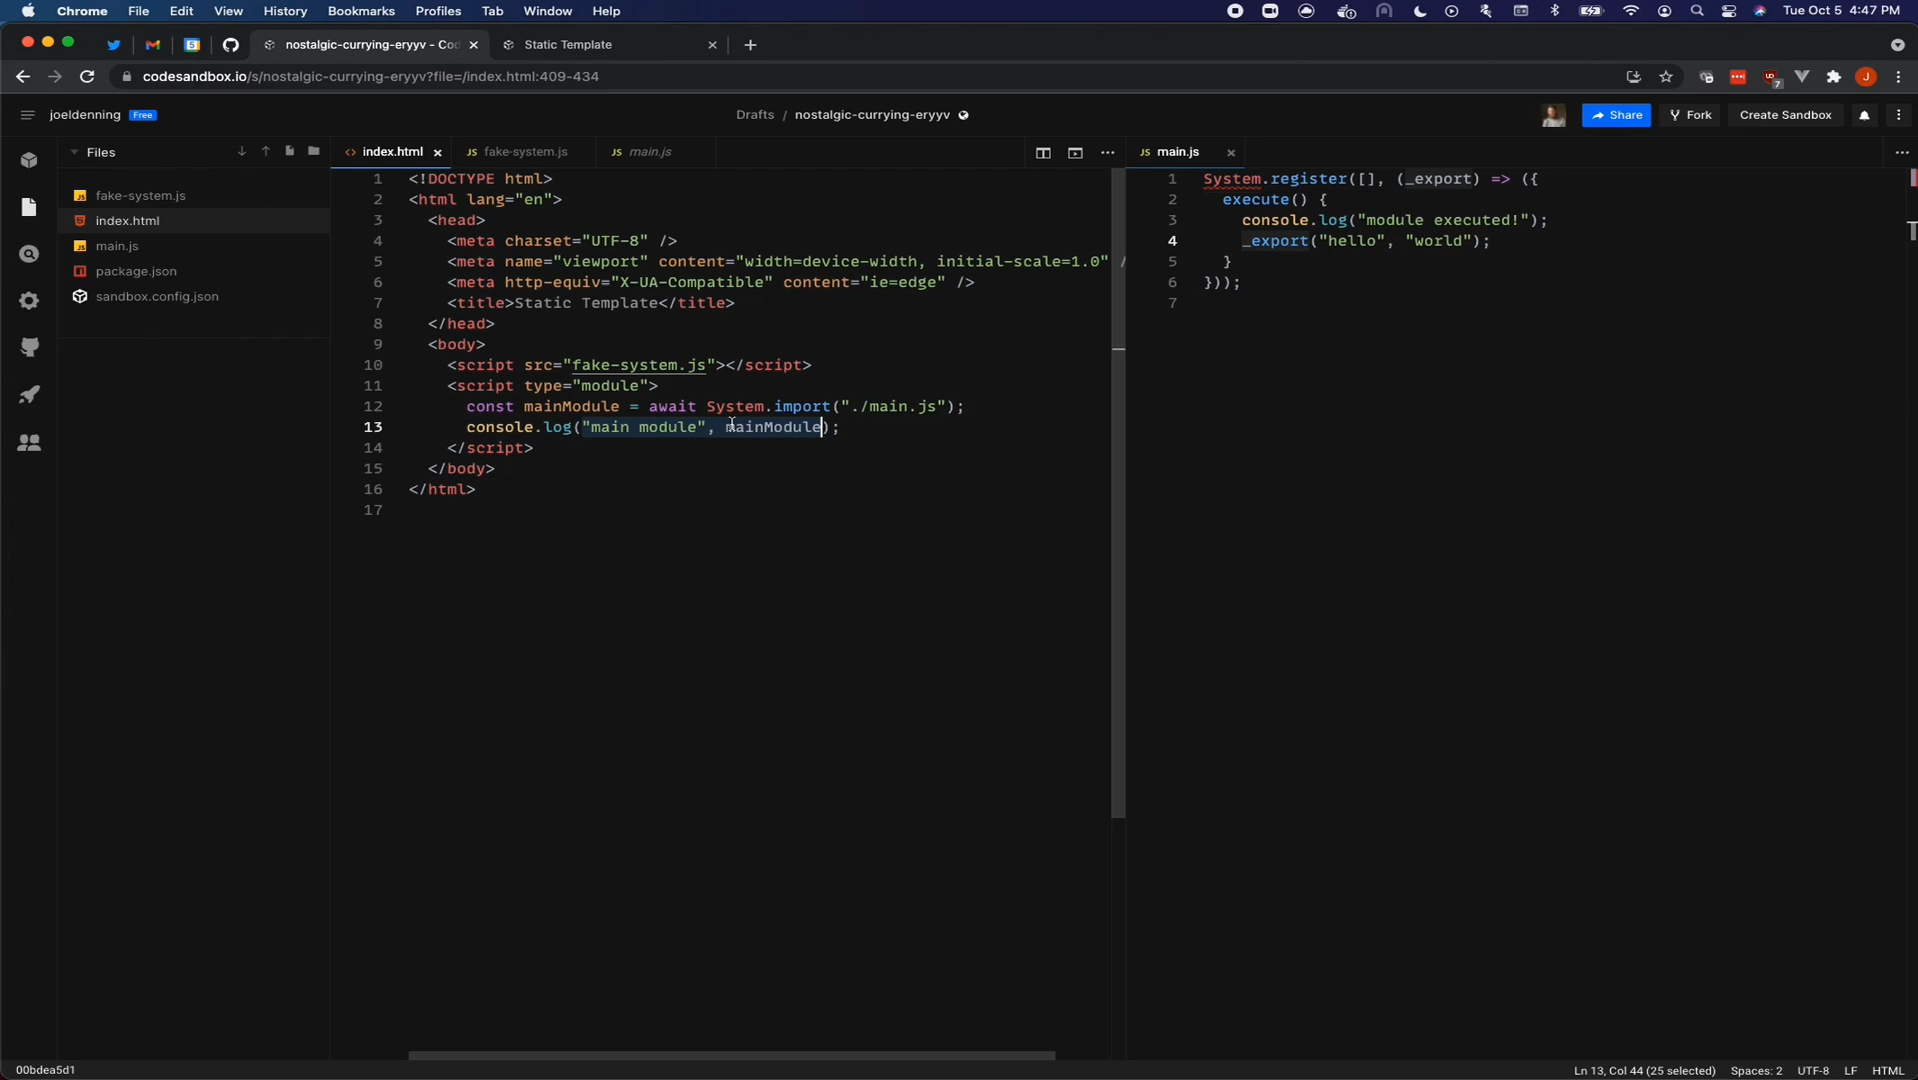 Chrome File Edit View History Bookmarks Profiles Tab Window Help Tue Oct 5 4:47 PM
nostalgic-currying-eryyv - Cod Static Template
codesandbox.io/s/nostalgic-currying-eryyv?file=/index.html:409-434
joeldenning Free Drafts / nostalgic-currying-eryyv Share Fork Create Sandbox
Files index.html fake-system.js main.js main.js
fake-system.js
index.html
main.js
package.json
sandbox.config.json
1 <!DOCTYPE html>
2 <html lang="en">
3 <head>
4 <meta charset="UTF-8" />
5 <meta name="viewport" content="width=device-width, initial-scale=1.0" /
6 <meta http-equiv="X-UA-Compatible" content="ie=edge" />
7 <title>Static Template</title>
8 </head>
9 <body>
10 <script src="fake-system.js"></script>
11 <script type="module">
12 const mainModule = await System.import("./main.js");
13 console.log("main module", mainModule);
14 </script>
15 </body>
16 </html>
17
1 System.register([], (_export) => ({
2 execute() {
3 console.log("module executed!");
4 _export("hello", "world");
5 }
6 }));
7
00bdea5d1 Ln 13, Col 44 (25 selected) Spaces: 2 UTF-8 LF HTML